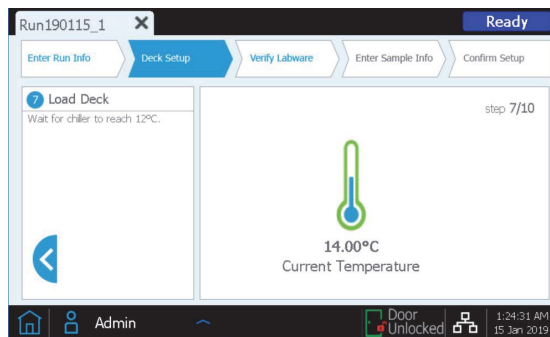 Run190115_1
Ready
Enter Run Info
Deck Setup
Verify Labware
Enter Sample Info
Confirm Setup
7 Load Deck
Wait for chiller to reach 12ºC.
step 7/10
14.00°C
Current Temperature
Admin
Door
Unlocked
1:24:31 AM
15 Jan 2019